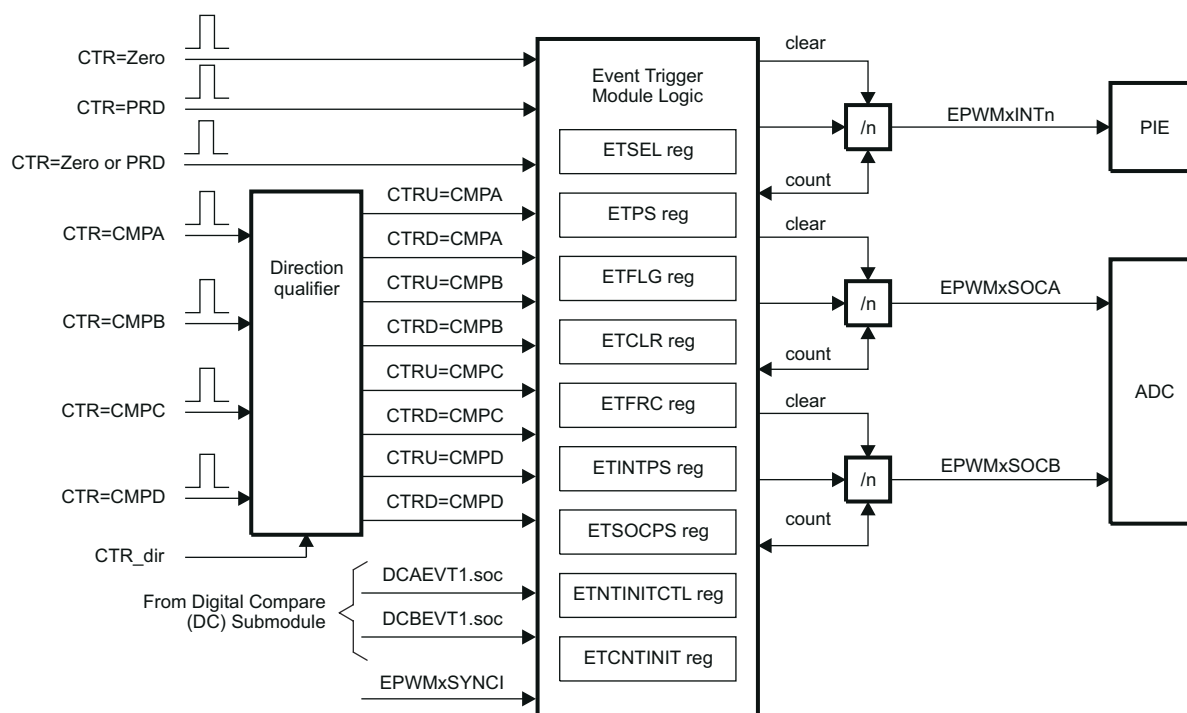 CTR=Zero
CTR=PRD
CTR=Zero or PRD
CTR=CMPA
CTR=CMPB
CTR=CMPC
CTR=CMPD
CTR_dir
Direction
qualifier
CTRU=CMPA
CTRD=CMPA
CTRU=CMPB
CTRD=CMPB
CTRU=CMPC
CTRD=CMPC
CTRU=CMPD
CTRD=CMPD
From Digital Compare
(DC) Submodule
DCAEVT1.soc
DCBEVT1.soc
EPWMxSYNCI
Event Trigger
Module Logic
ETSEL reg
ETPS reg
ETFLG reg
ETCLR reg
ETFRC reg
ETINTPS reg
ETSOCPS reg
ETNTINITCTL reg
ETCNTINIT reg
clear
/n
count
EPWMxINTn
PIE
clear
/n
count
EPWMxSOCA
clear
/n
count
EPWMxSOCB
ADC